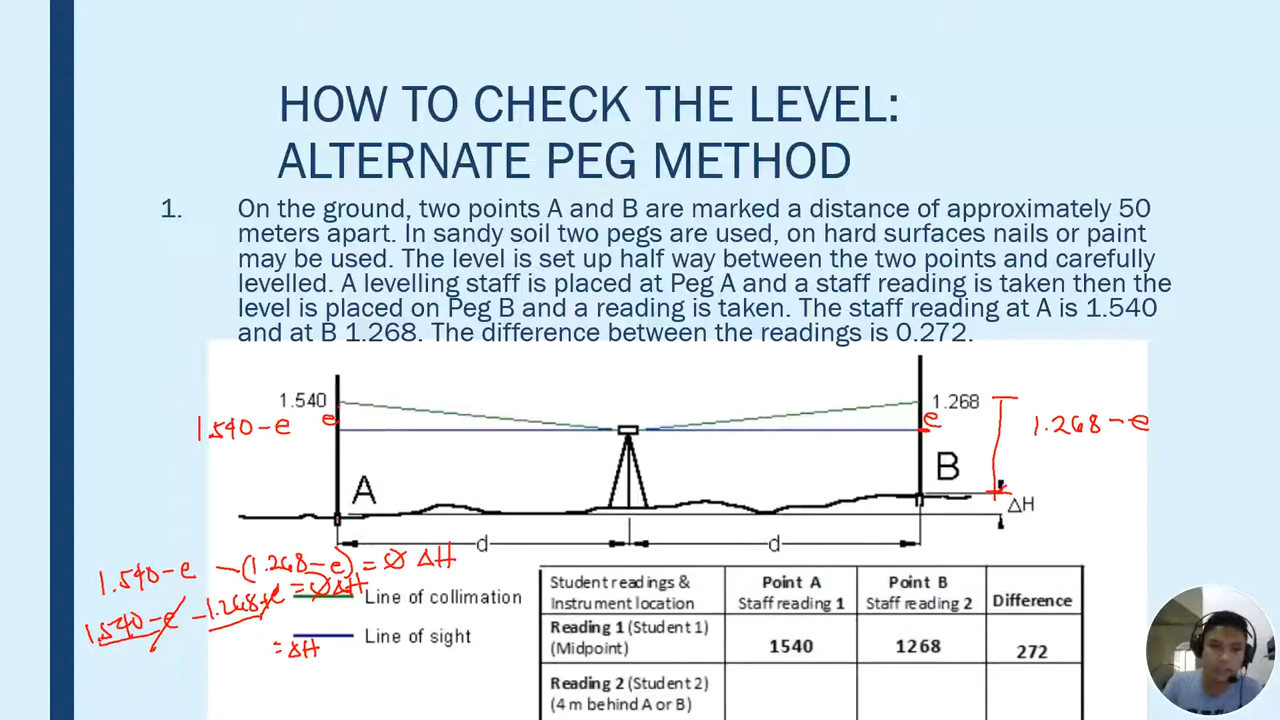 HOW TO CHECK THE LEVEL:
ALTERNATE PEG METHOD
1. On the ground, two points A and B are marked a distance of approximately 50
meters apart. In sandy soil two pegs are used, on hard surfaces nails or paint
may be used. The level is set up half way between the two points and carefully
levelled. A levelling staff is placed at Peg A and a staff reading is taken then the
level is placed on Peg B and a reading is taken. The staff reading at A is 1.540
and at B 1.268. The difference between the readings is 0.272.
1.540
1.268
1.540-e
e
e
1.268-e
A
B
ΔH
d
d
1.540-e -(1.268-e) = ΔH
1.540-e -1.268+e = ΔH
= ΔH
Line of collimation
Line of sight
Student readings & Point A Point B Difference
Instrument location Staff reading 1 Staff reading 2
Reading 1 (Student 1)
(Midpoint) 1540 1268 272
Reading 2 (Student 2)
(4 m behind A or B)